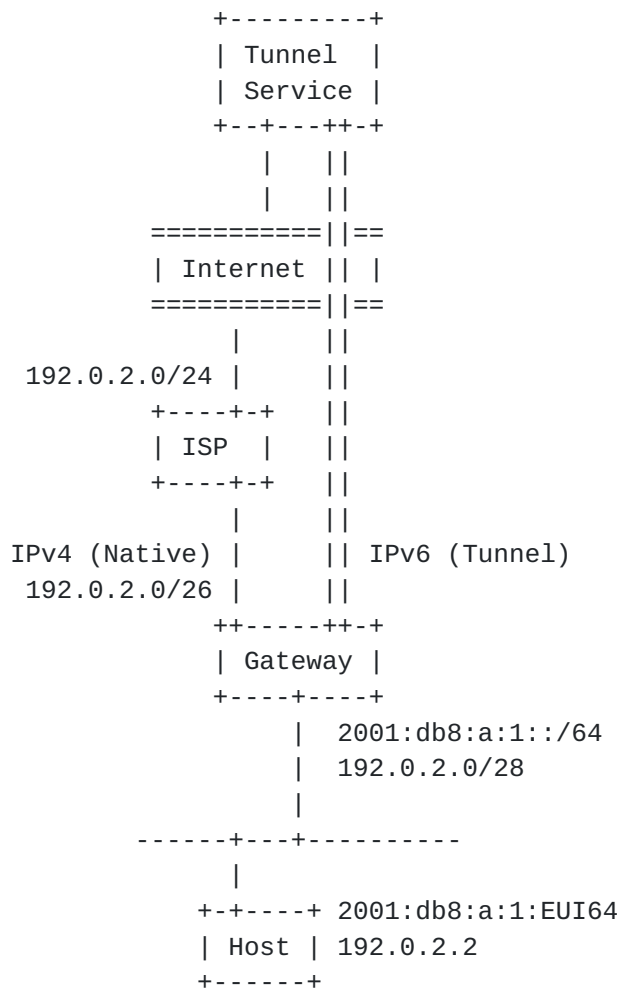 Tunnel
Service
Internet
192.0.2.0/24
ISP
IPv4 (Native)
IPv6 (Tunnel)
192.0.2.0/26
Gateway
2001:db8:a:1::/64
192.0.2.0/28
2001:db8:a:1:EUI64
Host
192.0.2.2